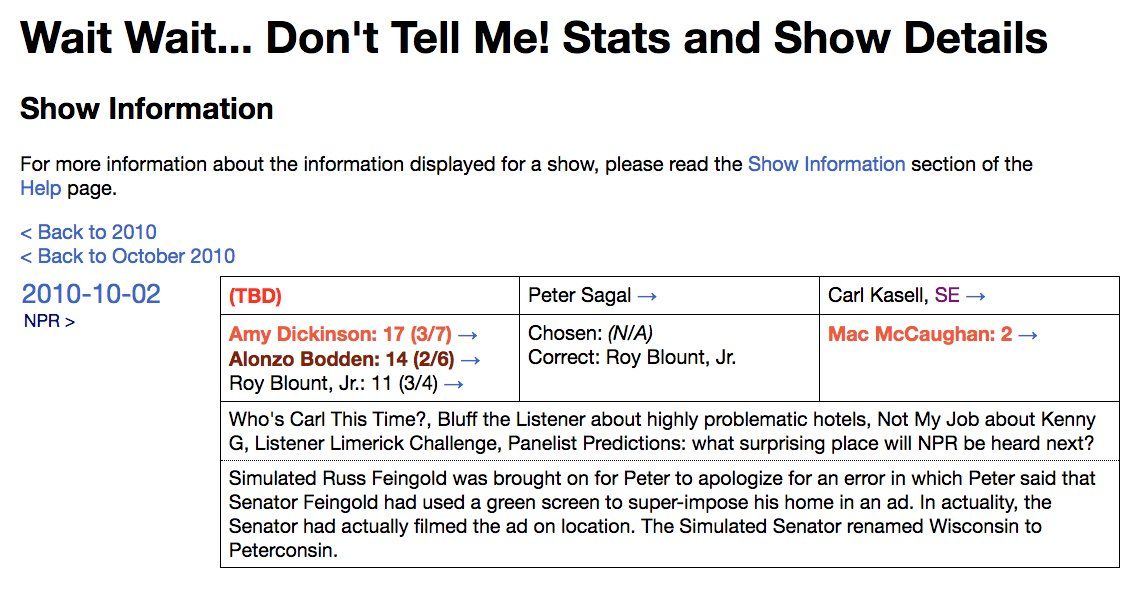 Wait Wait... Don't Tell Me! Stats and Show Details
Show Information
For more information about the information displayed for a show, please read the Show Information section of the
Help page.
< Back to 2010
< Back to October 2010
2010-10-02
NPR >
(TBD)
Amy Dickinson: 17 (3/7) →
Alonzo Bodden: 14 (2/6) →
Roy Blount, Jr.: 11 (3/4) →
Peter Sagal →
Chosen: (N/A)
Correct: Roy Blount, Jr.
Carl Kasell, SE →
Mac McCaughan: 2 →
Who's Carl This Time?, Bluff the Listener about highly problematic hotels, Not My Job about Kenny
G, Listener Limerick Challenge, Panelist Predictions: what surprising place will NPR be heard next?
Simulated Russ Feingold was brought on for Peter to apologize for an error in which Peter said that
Senator Feingold had used a green screen to super-impose his home in an ad. In actuality, the
Senator had actually filmed the ad on location. The Simulated Senator renamed Wisconsin to
Peterconsin.